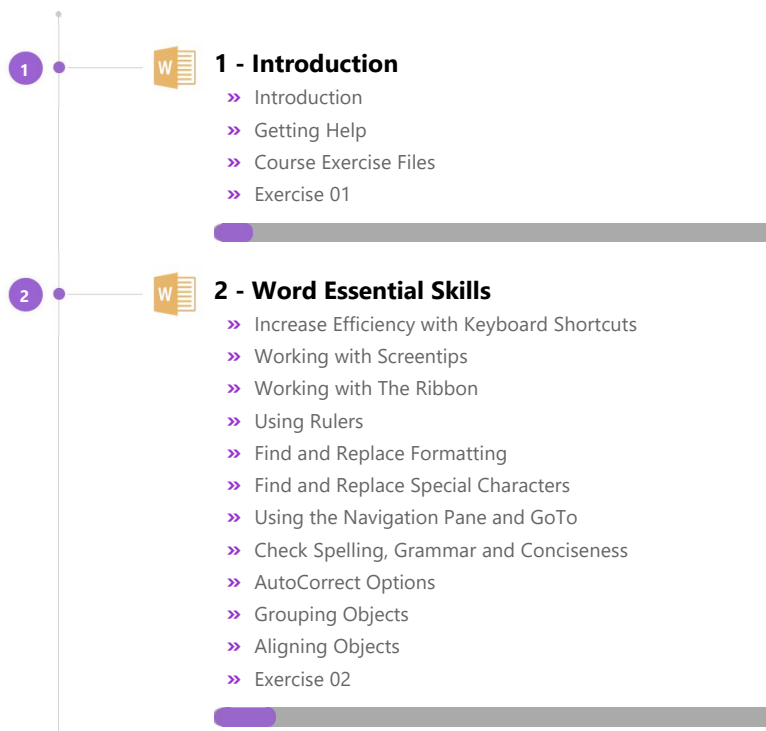 1
W
1 - Introduction
» Introduction
» Getting Help
» Course Exercise Files
» Exercise 01
2
W
2 - Word Essential Skills
» Increase Efficiency with Keyboard Shortcuts
» Working with Screentips
» Working with The Ribbon
» Using Rulers
» Find and Replace Formatting
» Find and Replace Special Characters
» Using the Navigation Pane and GoTo
» Check Spelling, Grammar and Conciseness
» AutoCorrect Options
» Grouping Objects
» Aligning Objects
» Exercise 02